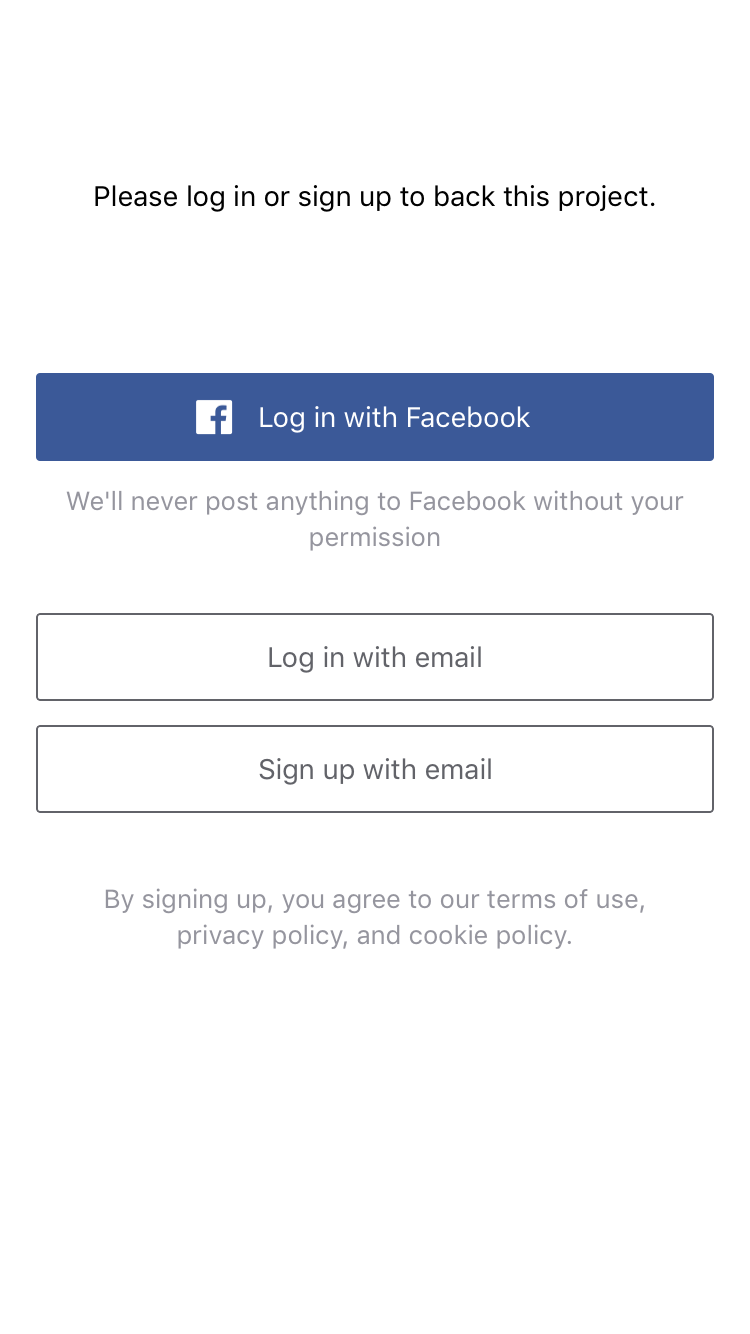 Please log in or sign up to back this project.
Log in with Facebook
We'll never post anything to Facebook without your
permission
Log in with email
Sign up with email
By signing up, you agree to our terms of use,
privacy policy, and cookie policy.